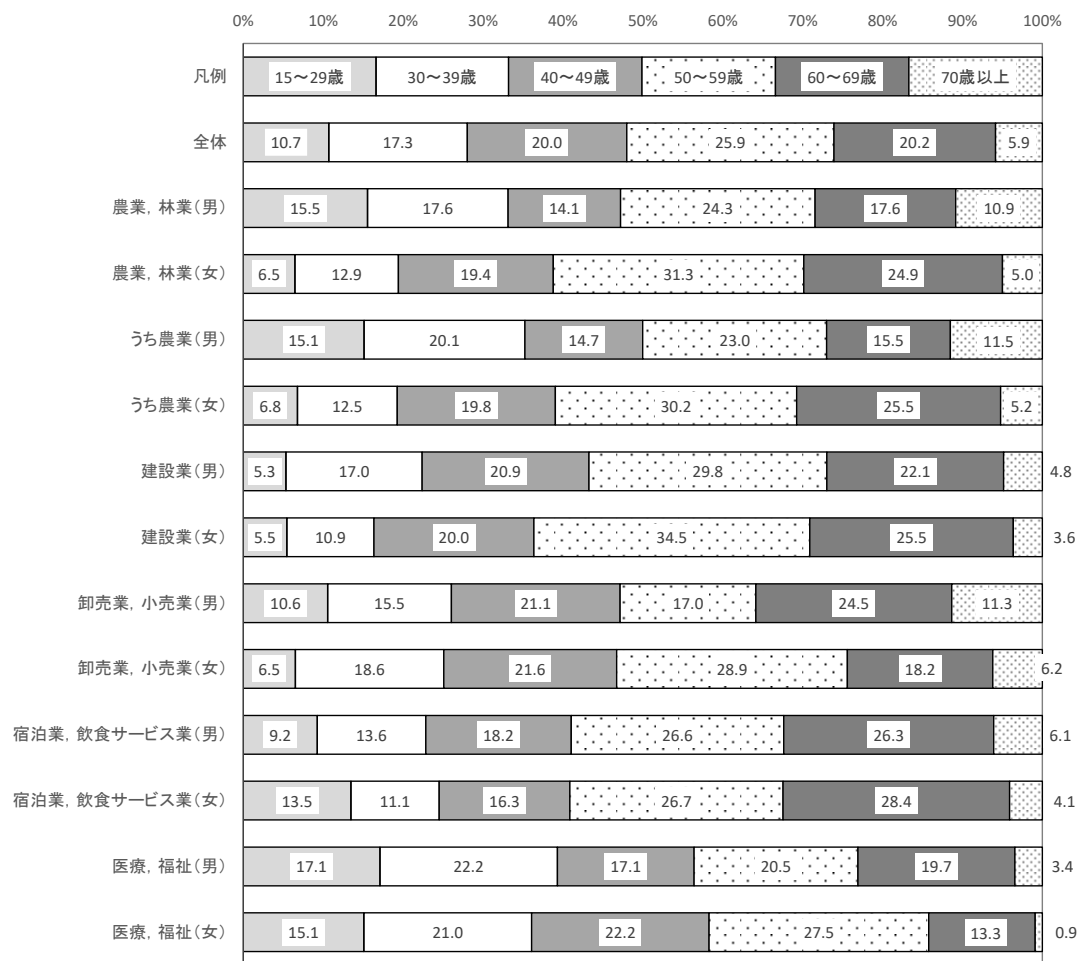 0% 10% 20% 30% 40% 50% 60% 70% 80% 90% 100%
凡例 15～29歳 30～39歳 40～49歳 50～59歳 60～69歳 70歳以上
全体 10.7 17.3 20.0 25.9 20.2 5.9
農業, 林業(男) 15.5 17.6 14.1 24.3 17.6 10.9
農業, 林業(女) 6.5 12.9 19.4 31.3 24.9 5.0
うち農業(男) 15.1 20.1 14.7 23.0 15.5 11.5
うち農業(女) 6.8 12.5 19.8 30.2 25.5 5.2
建設業(男) 5.3 17.0 20.9 29.8 22.1 4.8
建設業(女) 5.5 10.9 20.0 34.5 25.5 3.6
卸売業, 小売業(男) 10.6 15.5 21.1 17.0 24.5 11.3
卸売業, 小売業(女) 6.5 18.6 21.6 28.9 18.2 6.2
宿泊業, 飲食サービス業(男) 9.2 13.6 18.2 26.6 26.3 6.1
宿泊業, 飲食サービス業(女) 13.5 11.1 16.3 26.7 28.4 4.1
医療, 福祉(男) 17.1 22.2 17.1 20.5 19.7 3.4
医療, 福祉(女) 15.1 21.0 22.2 27.5 13.3 0.9